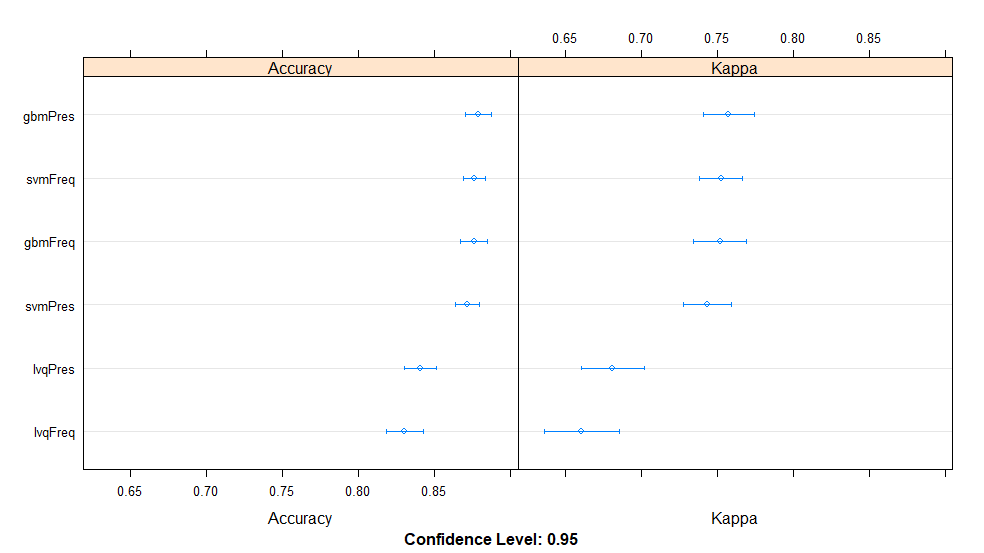 0.65 0.70 0.75 0.80 0.85
Accuracy Kappa
gbmPres
svmFreq
gbmFreq
svmPres
lvqPres
lvqFreq
0.65 0.70 0.75 0.80 0.85
Accuracy Kappa
Confidence Level: 0.95